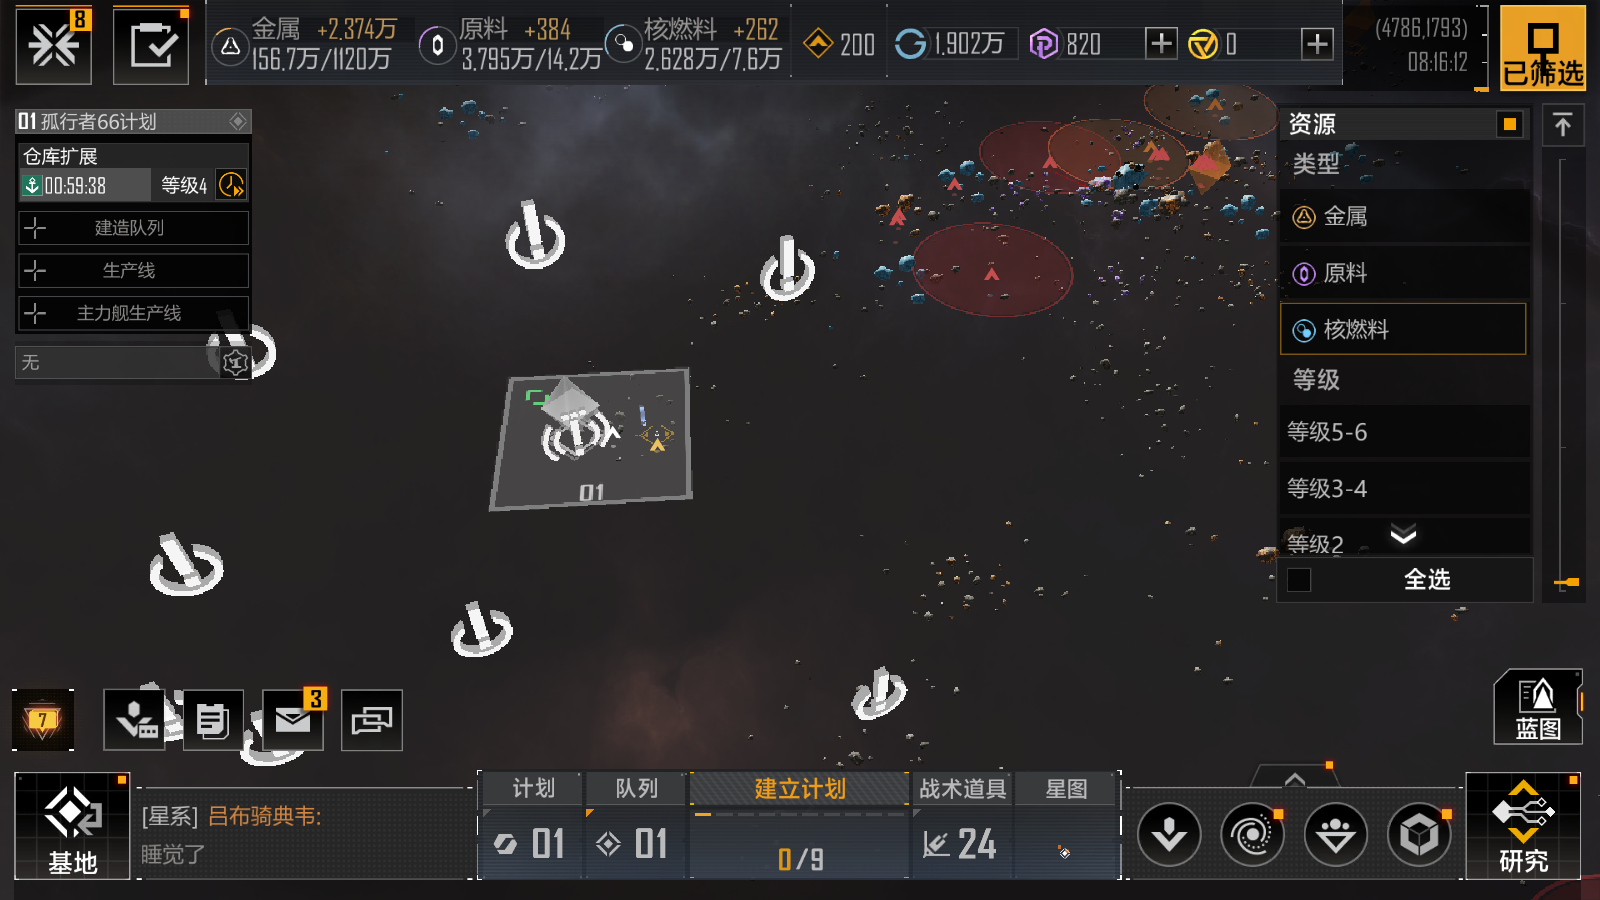 8
金属 +2.374万
156.7万/1120万
原料 +384
3.795万/14.2万
核燃料 +262
2.628万/7.6万
200
1.902万
820
0
(4786,1793)
08:16:12
已筛选
01 孤行者66计划
仓库扩展
00:59:38 等级4
建造队列
生产线
主力舰生产线
无
资源
类型
金属
原料
核燃料
等级
等级5-6
等级3-4
等级2
全选
01
蓝图
7
3
基地
[星系] 吕布骑典韦:
睡觉了
计划
01
队列
01
建立计划
0/9
战术道具
24
星图
研究